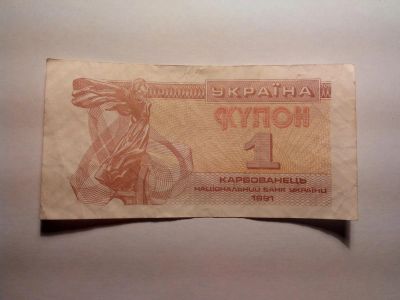 УКРАЇНА
КУПОН
1
КАРБОВАНЕЦЬ
НАЦІОНАЛЬНИЙ БАНК УКРАЇНИ
1991